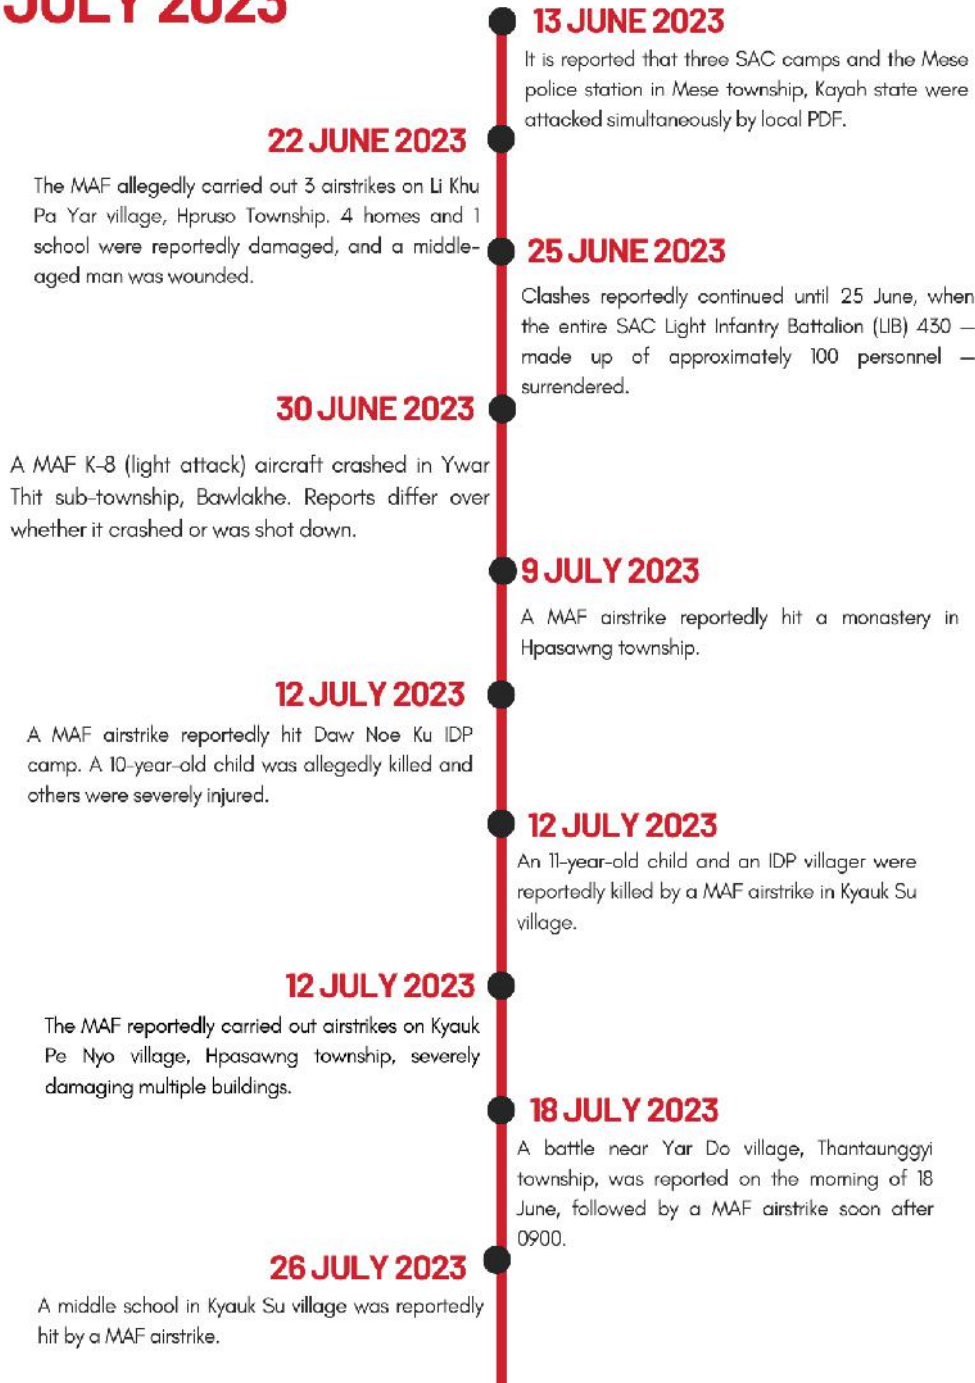 JULY 2023
13 JUNE 2023
It is reported that three SAC camps and the Mese
police station in Mese township, Kayah state were
attacked simultaneously by local PDF.
22 JUNE 2023
The MAF allegedly carried out 3 airstrikes on Li Khu
Pa Yar village, Hpruso Township. 4 homes and 1
school were reportedly damaged, and a middle-
aged man was wounded.
25 JUNE 2023
Clashes reportedly continued until 25 June, when
the entire SAC Light Infantry Battalion (LIB) 430 –
made up of approximately 100 personnel –
surrendered.
30 JUNE 2023
A MAF K-8 (light attack) aircraft crashed in Ywar
Thit sub-township, Bawlakhe. Reports differ over
whether it crashed or was shot down.
9 JULY 2023
A MAF airstrike reportedly hit a monastery in
Hpasawng township.
12 JULY 2023
A MAF airstrike reportedly hit Daw Noe Ku IDP
camp. A 10-year-old child was allegedly killed and
others were severely injured.
12 JULY 2023
An 11-year-old child and an IDP villager were
reportedly killed by a MAF airstrike in Kyauk Su
village.
12 JULY 2023
The MAF reportedly carried out airstrikes on Kyauk
Pe Nyo village, Hpasawng township, severely
damaging multiple buildings.
18 JULY 2023
A battle near Yar Do village, Thantaunggyi
township, was reported on the morning of 18
June, followed by a MAF airstrike soon after
0900.
26 JULY 2023
A middle school in Kyauk Su village was reportedly
hit by a MAF airstrike.